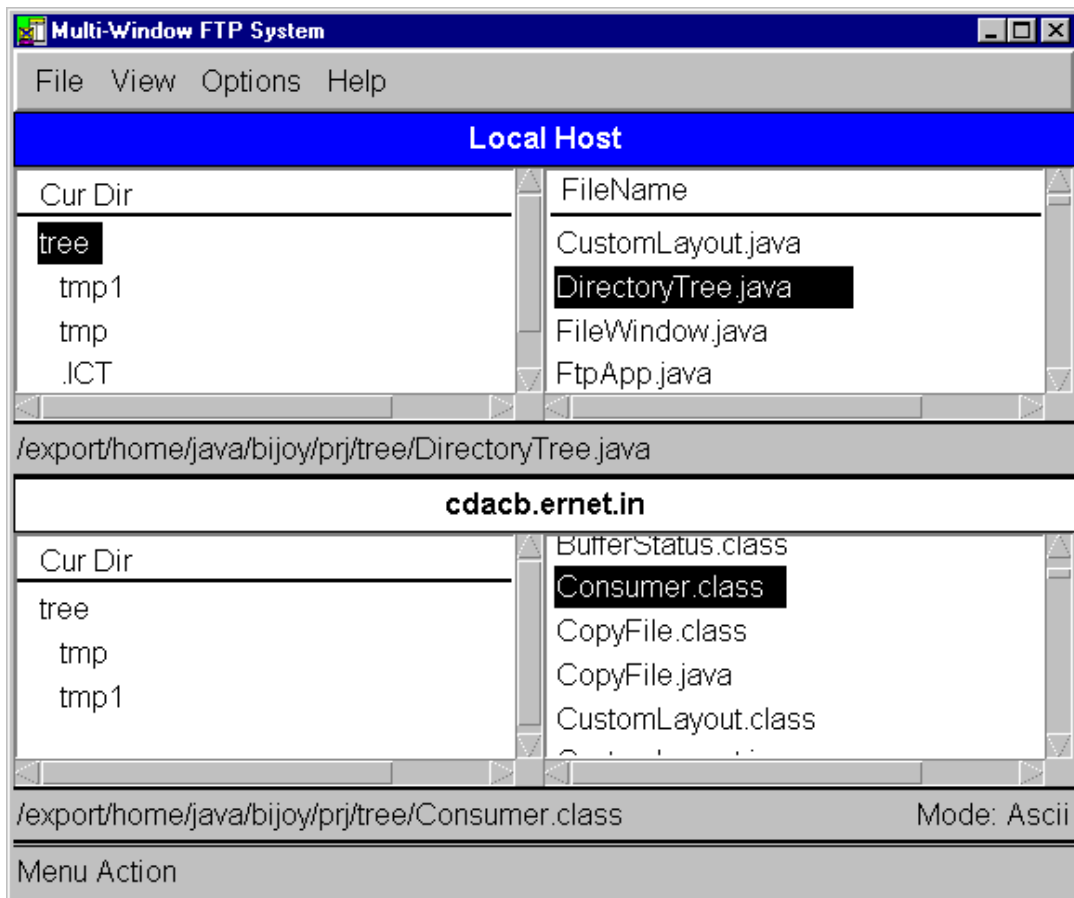 Multi-Window FTP System
File View Options Help
Local Host
Cur Dir
tree
tmp1
tmp
.ICT
FileName
CustomLayout.java
DirectoryTree.java
FileWindow.java
FtpApp.java
/export/home/java/bijoy/prj/tree/DirectoryTree.java
cdacb.ernet.in
Cur Dir
tree
tmp
tmp1
BufferStatus.class
Consumer.class
CopyFile.class
CopyFile.java
CustomLayout.class
/export/home/java/bijoy/prj/tree/Consumer.class Mode: Ascii
Menu Action